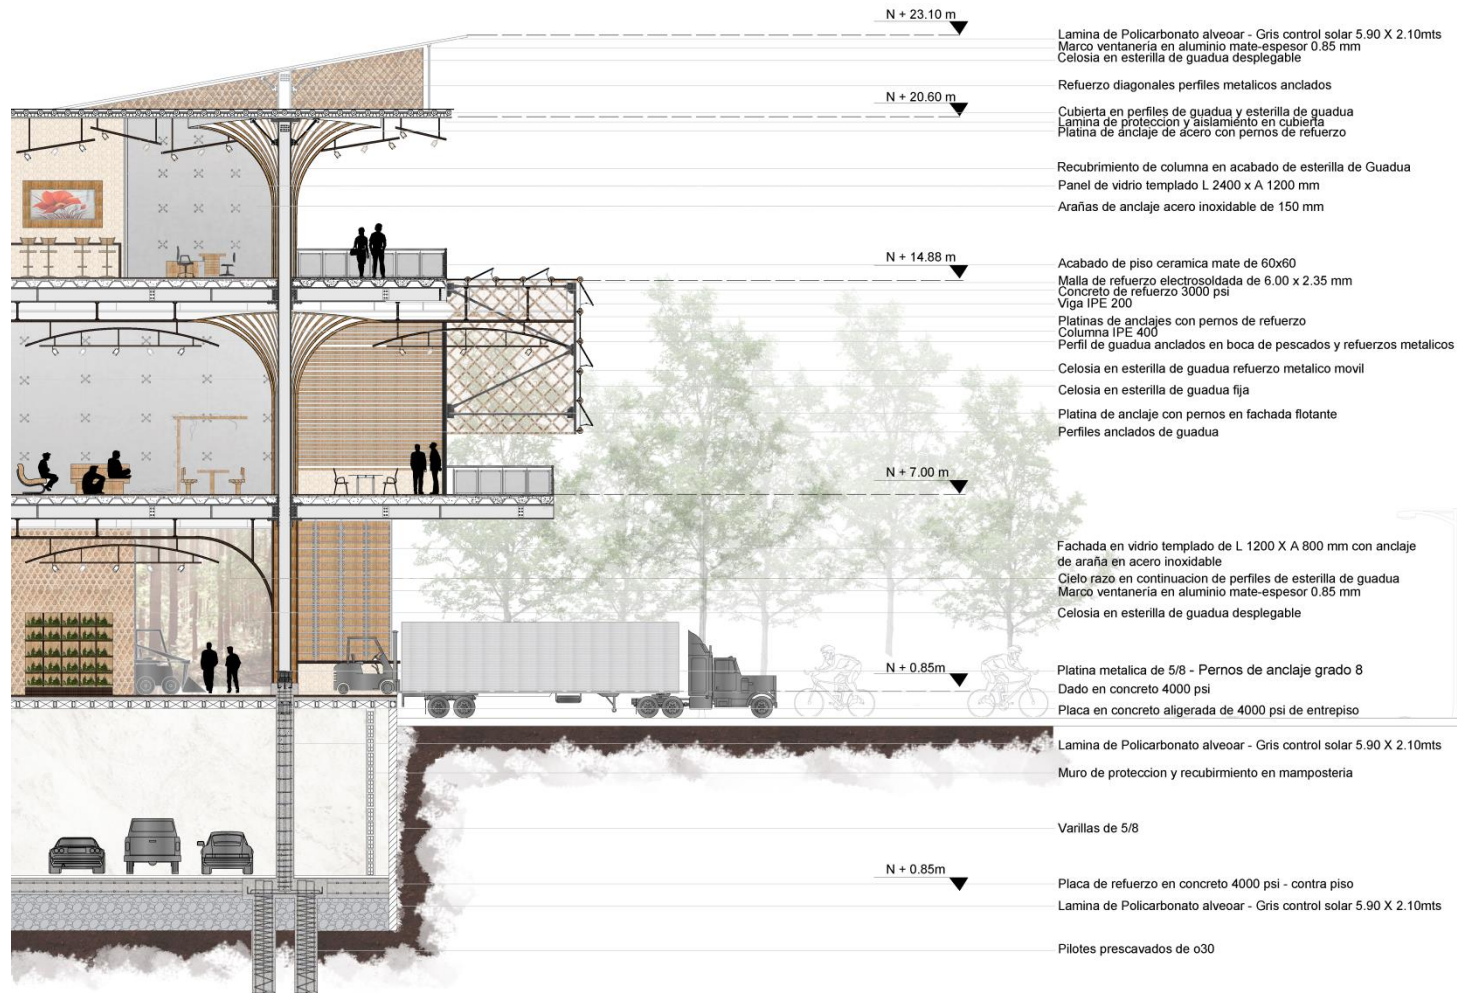 N + 23.10 m
Lamina de Policarbonato alveoar - Gris control solar 5.90 X 2.10mts
Marco ventaneria en aluminio mate-espesor 0.85 mm
Celosia en esterilla de guadua desplegable
Refuerzo diagonales perfiles metalicos anclados
N + 20.60 m
Cubierta en perfiles de guadua y esterilla de guadua
Lamina de proteccion y aislamiento en cubierta
Platina de anclaje de acero con pernos de refuerzo
Recubrimiento de columna en acabado de esterilla de Guadua
Panel de vidrio templado L 2400 x A 1200 mm
Arañas de anclaje acero inoxidable de 150 mm
N + 14.88 m
Acabado de piso ceramica mate de 60x60
Malla de refuerzo electrosoldada de 6.00 x 2.35 mm
Concreto de refuerzo 3000 psi
Viga IPE 200
Platinas de anclajes con pernos de refuerzo
Columna IPE 400
Perfil de guadua anclados en boca de pescados y refuerzos metalicos
Celosia en esterilla de guadua refuerzo metalico movil
Celosia en esterilla de guadua fija
Platina de anclaje con pernos en fachada flotante
Perfiles anclados de guadua
N + 7.00 m
Fachada en vidrio templado de L 1200 X A 800 mm con anclaje
de araña en acero inoxidable
Cielo razo en continuacion de perfiles de esterilla de guadua
Marco ventaneria en aluminio mate-espesor 0.85 mm
Celosia en esterilla de guadua desplegable
N + 0.85m
Platina metalica de 5/8 - Pernos de anclaje grado 8
Dado en concreto 4000 psi
Placa en concreto aligerada de 4000 psi de entrepiso
Lamina de Policarbonato alveoar - Gris control solar 5.90 X 2.10mts
Muro de proteccion y recubirmiento en mamposteria
Varillas de 5/8
N + 0.85m
Placa de refuerzo en concreto 4000 psi - contra piso
Lamina de Policarbonato alveoar - Gris control solar 5.90 X 2.10mts
Pilotes prescavados de o30